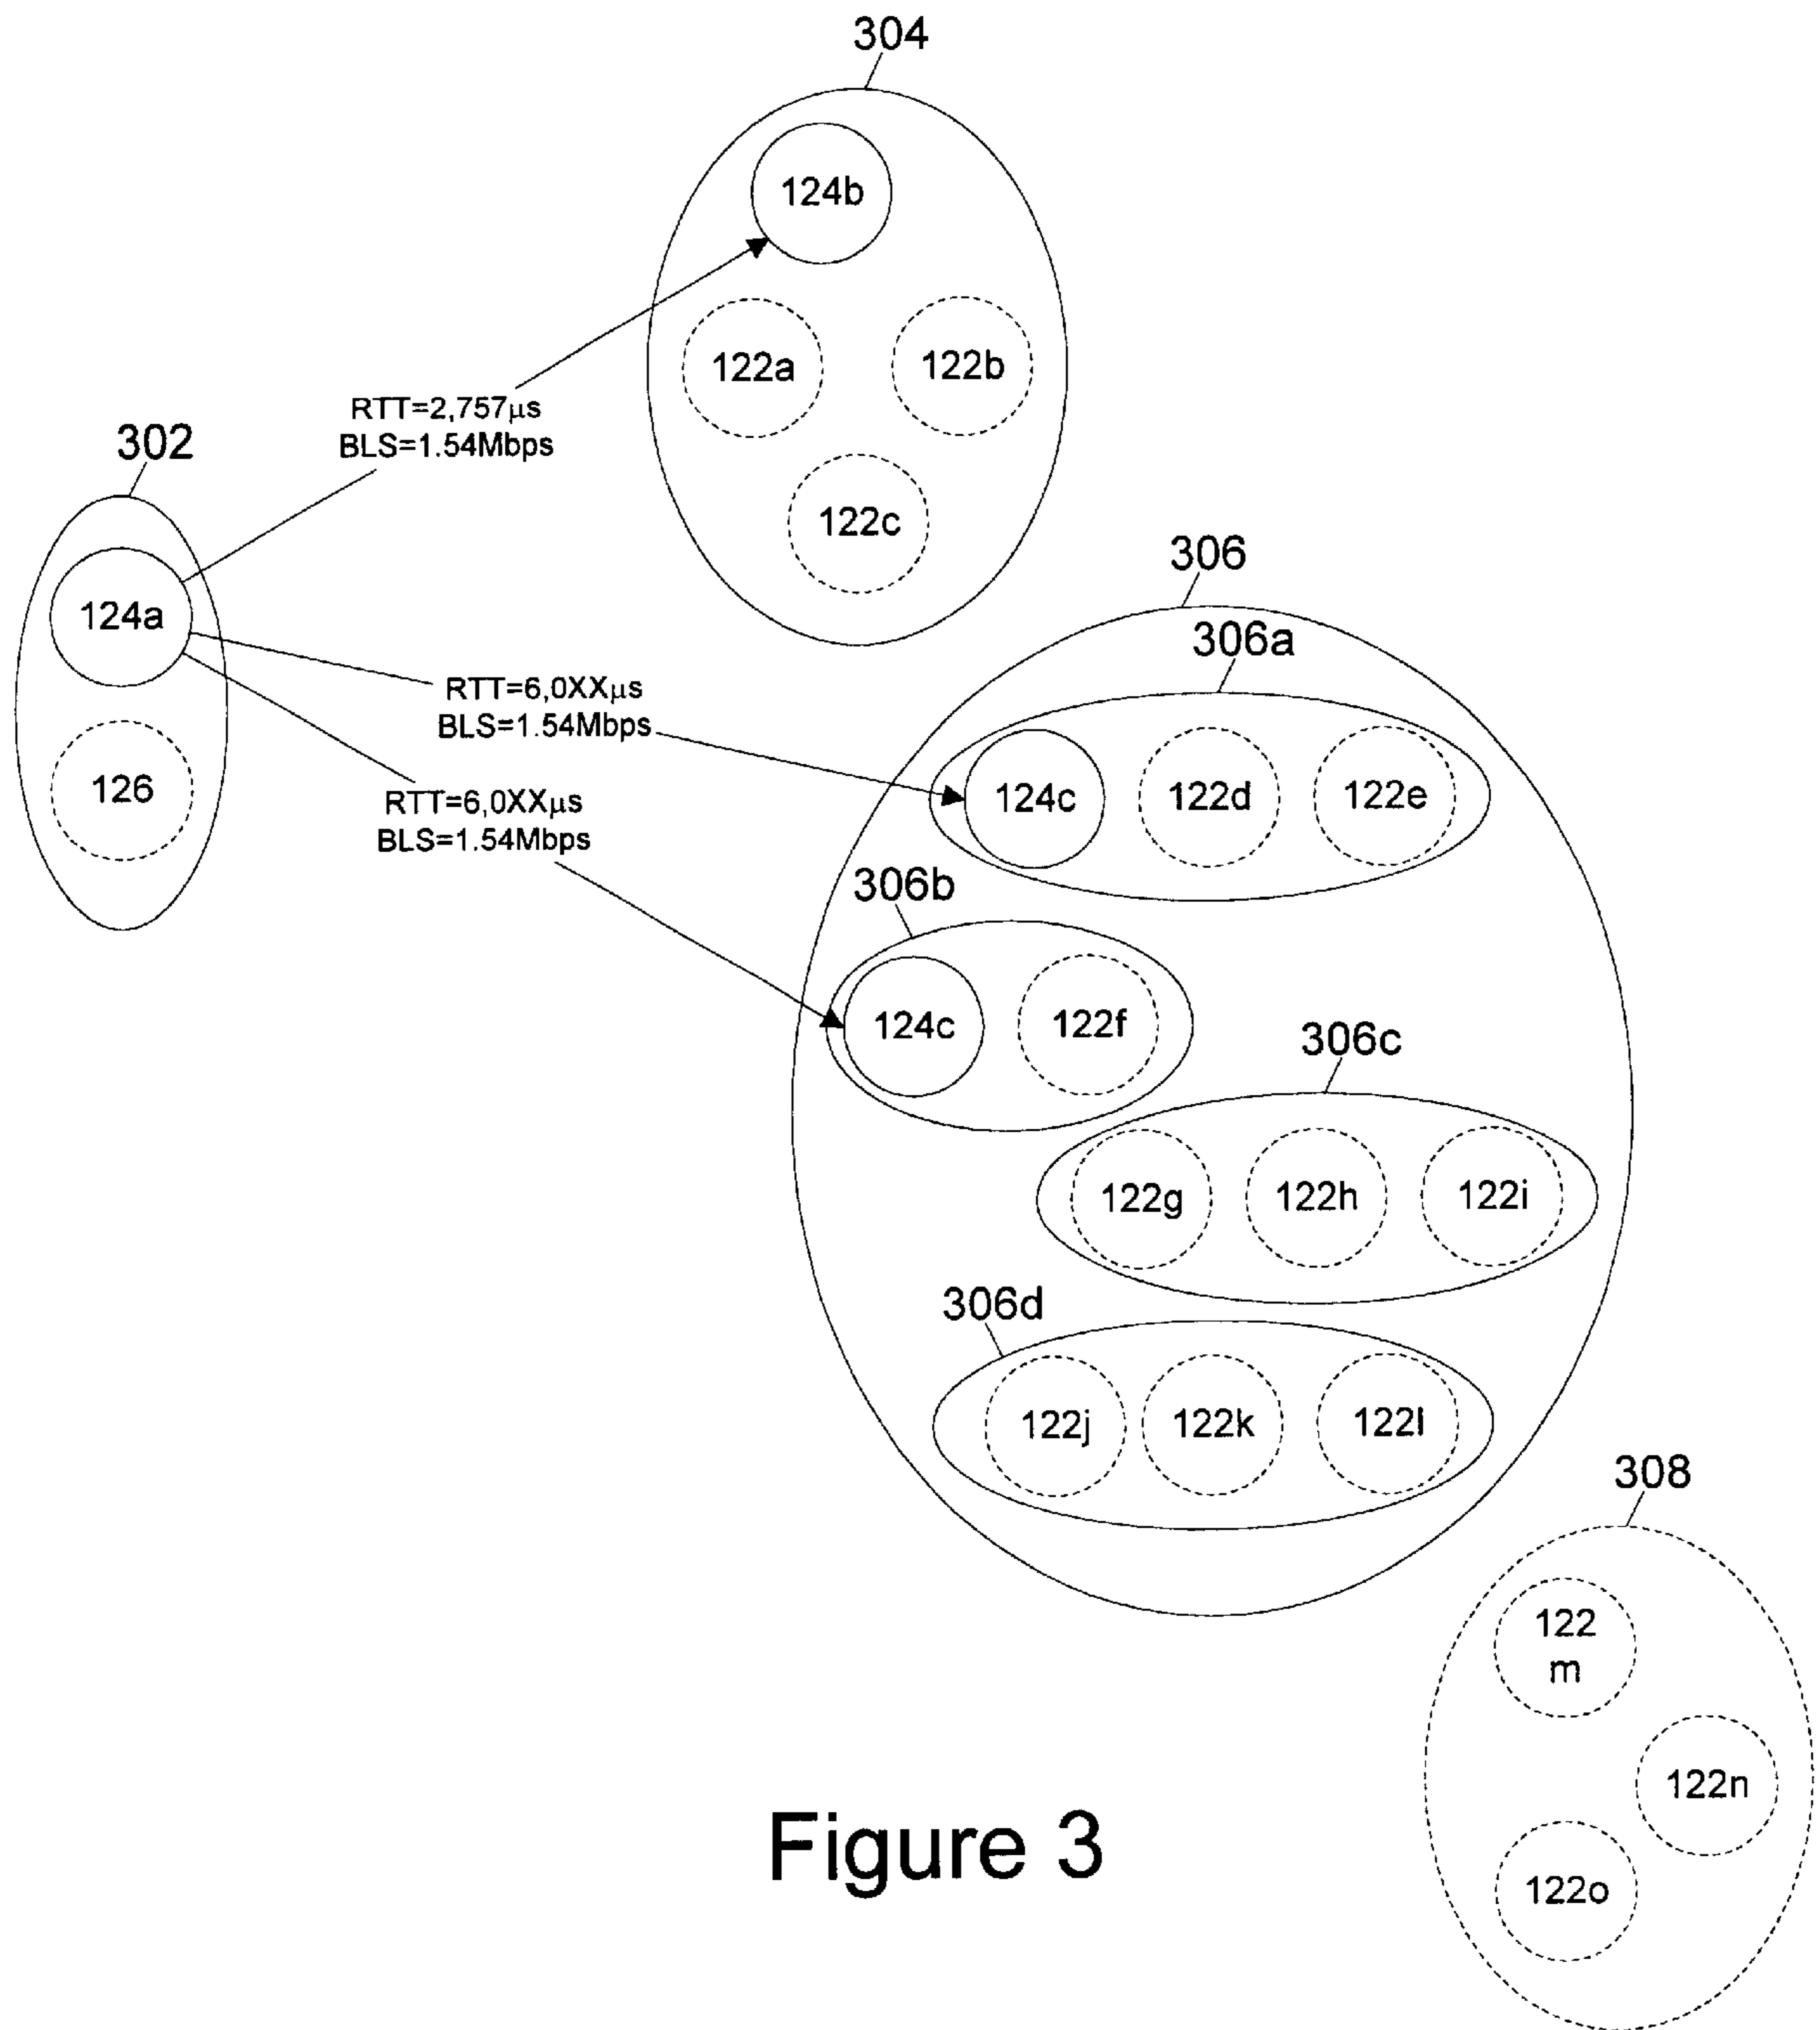 304
124b
122a
122b
RTT=2,757µs
BLS=1.54Mbps
302
122c
306
124a
306a
RTT=6,0XXµs
BLS=1.54Mbps
126
RTT=6,0XXµs
BLS=1.54Mbps
124c
122d
122e
306b
124c
122f
306c
122g
122h
122i
306d
122j
122k
122l
308
122
m
122n
122o
Figure 3